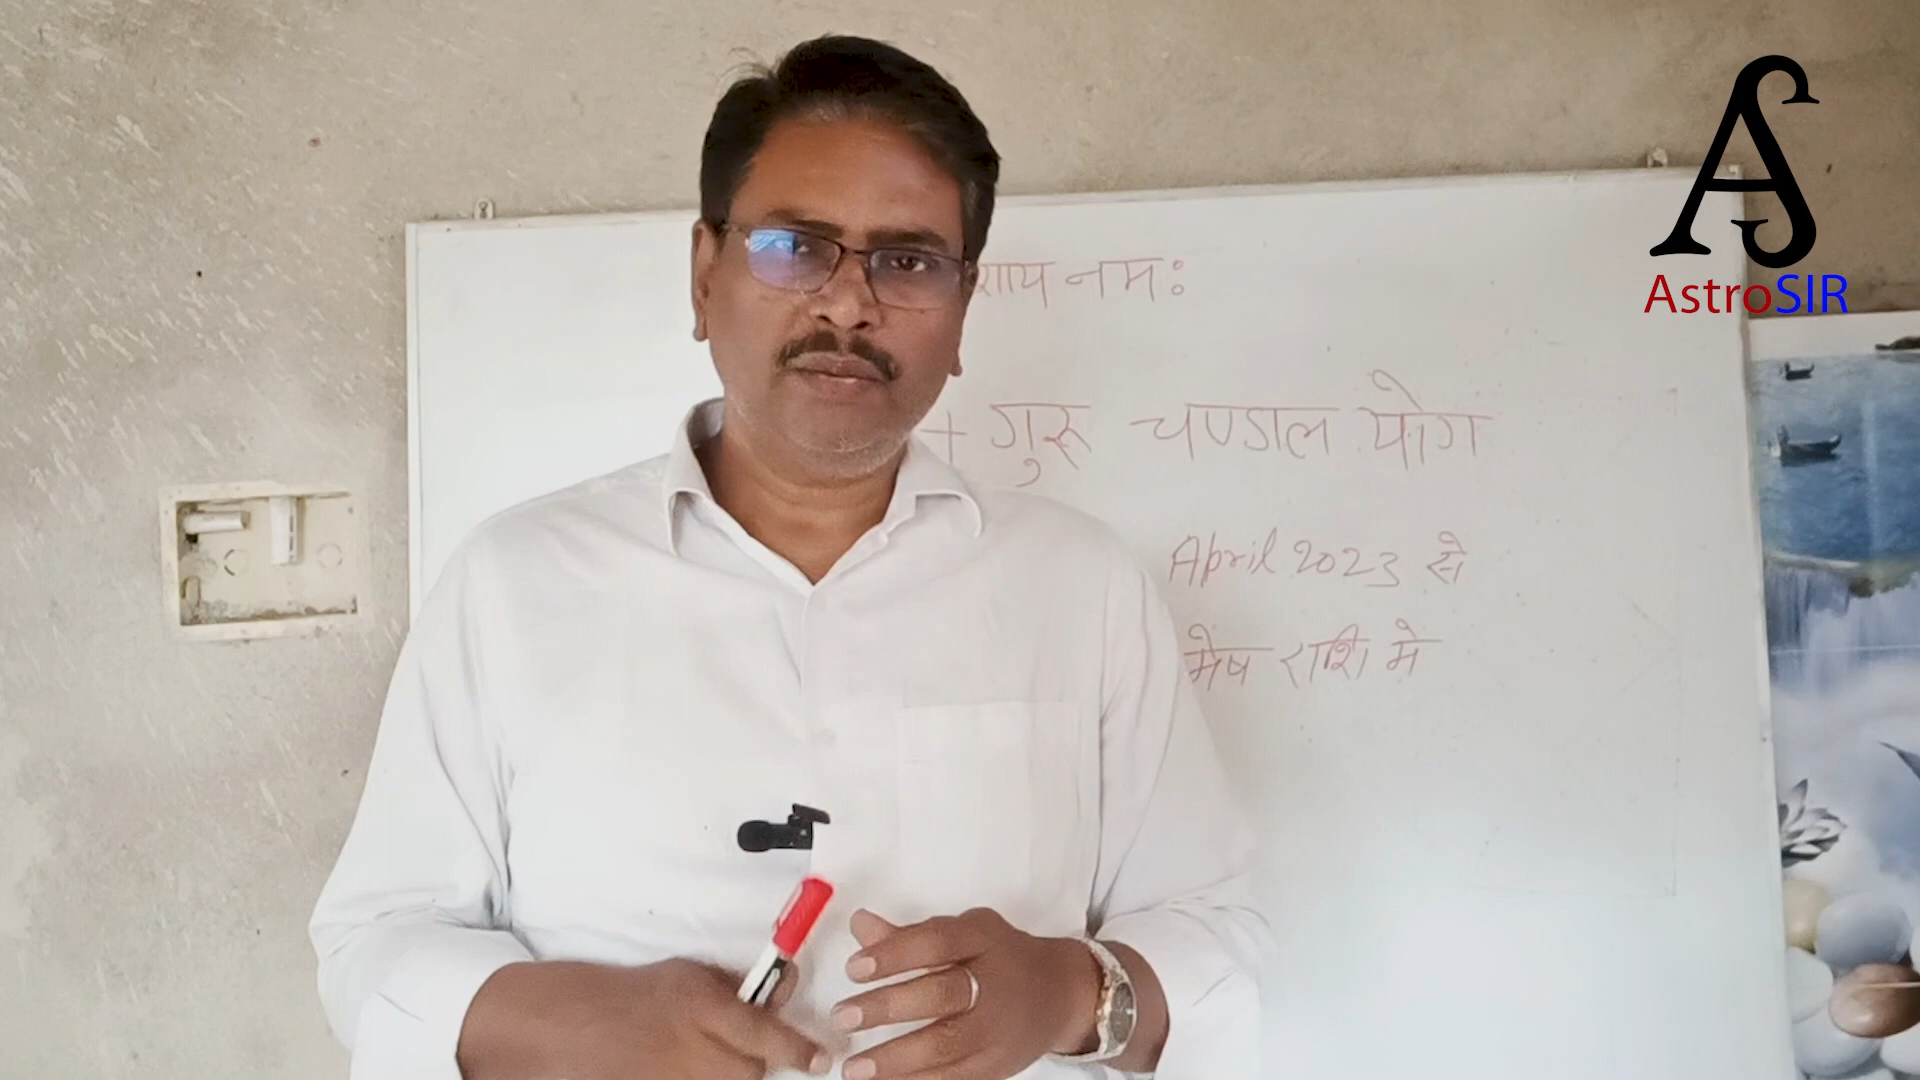 नमः
+ गुरू चण्डाल योग
April 2023 से
मेष राशि मे
AstroSIR